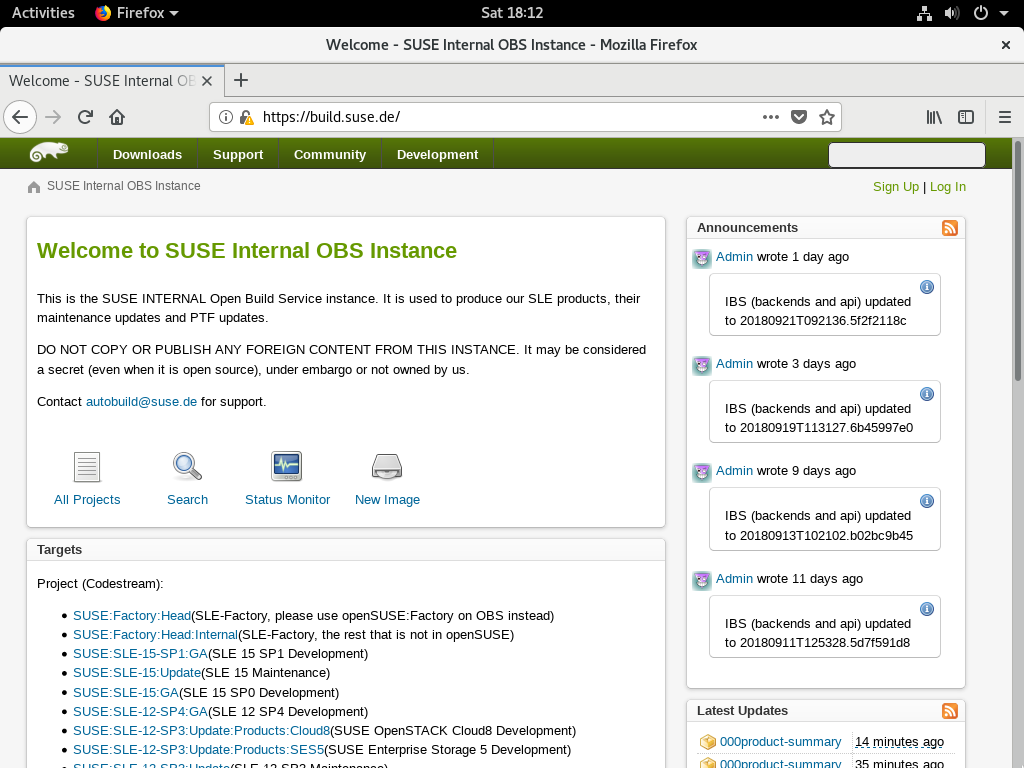 Activities Firefox Sat 18:12
Welcome - SUSE Internal OBS Instance - Mozilla Firefox
Welcome - SUSE Internal OB
https://build.suse.de/
Downloads Support Community Development
SUSE Internal OBS Instance
Sign Up | Log In
Welcome to SUSE Internal OBS Instance
This is the SUSE INTERNAL Open Build Service instance. It is used to produce our SLE products, their
maintenance updates and PTF updates.
DO NOT COPY OR PUBLISH ANY FOREIGN CONTENT FROM THIS INSTANCE. It may be considered
a secret (even when it is open source), under embargo or not owned by us.
Contact autobuild@suse.de for support.
All Projects Search Status Monitor New Image
Targets
Project (Codestream):
• SUSE:Factory:Head(SLE-Factory, please use openSUSE:Factory on OBS instead)
• SUSE:Factory:Head:Internal(SLE-Factory, the rest that is not in openSUSE)
• SUSE:SLE-15-SP1:GA(SLE 15 SP1 Development)
• SUSE:SLE-15:Update(SLE 15 Maintenance)
• SUSE:SLE-15:GA(SLE 15 SP0 Development)
• SUSE:SLE-12-SP4:GA(SLE 12 SP4 Development)
• SUSE:SLE-12-SP3:Update:Products:Cloud8(SUSE OpenSTACK Cloud8 Development)
• SUSE:SLE-12-SP3:Update:Products:SES5(SUSE Enterprise Storage 5 Development)
• SUSE:SLE-12-SP3:Update(SLE 12 SP3 Maintenance)
Announcements
Admin wrote 1 day ago
IBS (backends and api) updated
to 20180921T092136.5f2f2118c
Admin wrote 3 days ago
IBS (backends and api) updated
to 20180919T113127.6b45997e0
Admin wrote 9 days ago
IBS (backends and api) updated
to 20180913T102102.b02bc9b45
Admin wrote 11 days ago
IBS (backends and api) updated
to 20180911T125328.5d7f591d8
Latest Updates
000product-summary 14 minutes ago
000product-summary 35 minutes ago